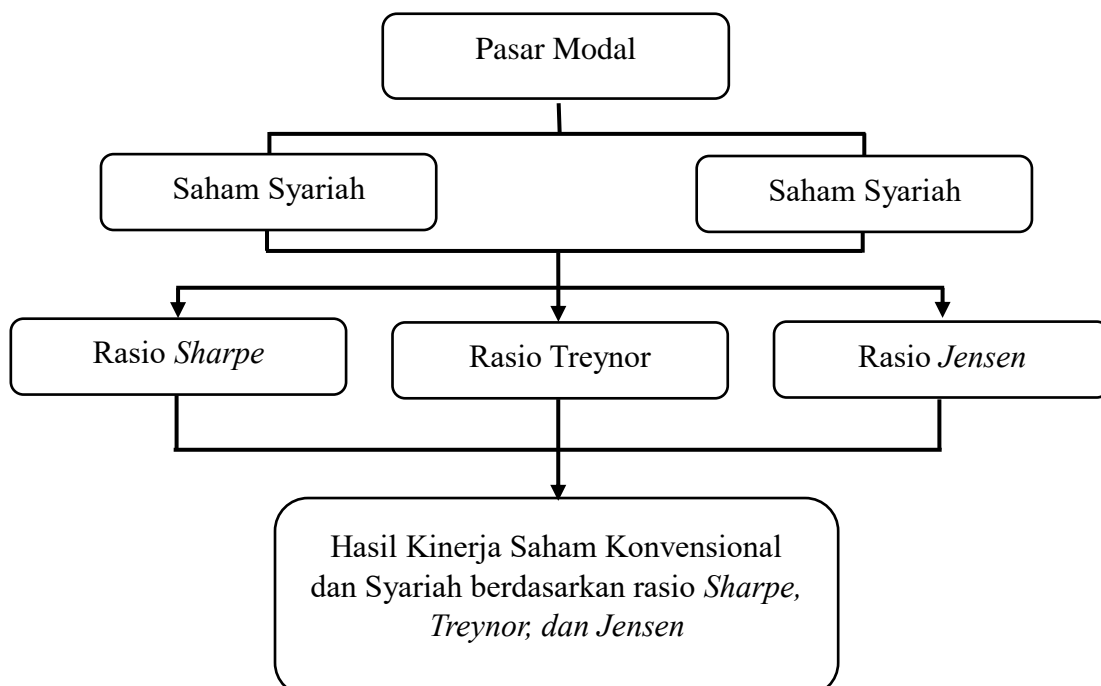 Pasar Modal
Saham Syariah
Saham Syariah
Rasio Sharpe
Rasio Treynor
Rasio Jensen
Hasil Kinerja Saham Konvensional
dan Syariah berdasarkan rasio Sharpe,
Treynor, dan Jensen